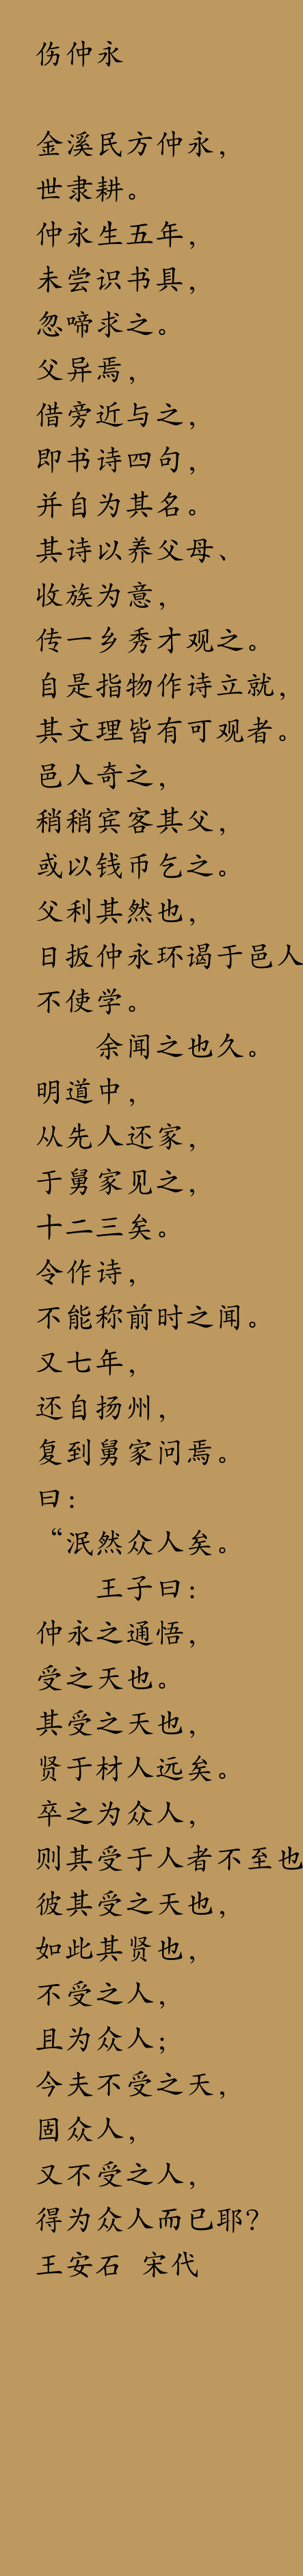 伤仲永
金溪民方仲永，
世隶耕。
仲永生五年，
未尝识书具，
忽啼求之。
父异焉，
借旁近与之，
即书诗四句，
并自为其名。
其诗以养父母、
收族为意，
传一乡秀才观之。
自是指物作诗立就，
其文理皆有可观者。
邑人奇之，
稍稍宾客其父，
或以钱币乞之。
父利其然也，
日扳仲永环谒于邑人
不使学。
余闻之也久。
明道中，
从先人还家，
于舅家见之，
十二三矣。
令作诗，
不能称前时之闻。
又七年，
还自扬州，
复到舅家问焉。
曰：
“泯然众人矣。
王子曰：
仲永之通悟，
受之天也。
其受之天也，
贤于材人远矣。
卒之为众人，
则其受于人者不至也
彼其受之天也，
如此其贤也，
不受之人，
且为众人；
今夫不受之天，
固众人，
又不受之人，
得为众人而已耶？
王安石 宋代